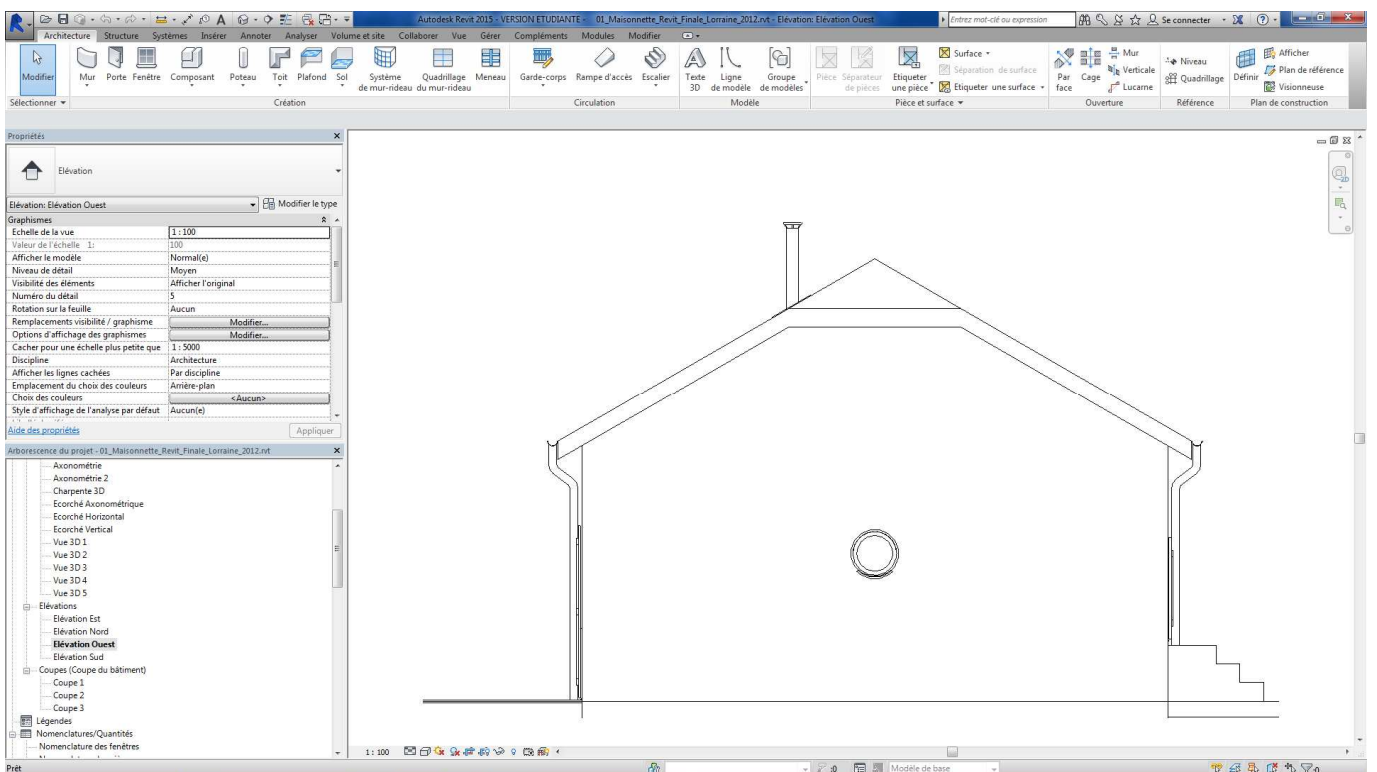 Autodesk Revit 2015 - VERSION ETUDIANTE - 01_Maisonnette_Revit_Finale_Lorraine_2012.rvt - Elévation: Elévation Ouest
Entrez mot-clé ou expression
Se connecter
Architecture Structure Systèmes Insérer Annoter Analyser Volume et site Collaborer Vue Gérer Compléments Modules Modifier
Modifier
Mur Porte Fenêtre Composant Poteau Toit Plafond Sol
Système de mur-rideau
Quadrillage du mur-rideau
Meneau
Garde-corps Rampe d'accès Escalier
Texte 3D
Ligne de modèle
Groupe de modèles
Pièce
Séparateur de pièces
Etiqueter une pièce
Surface
Séparation de surface
Etiqueter une surface
Par face
Cage
Mur
Verticale
Lucarne
Niveau
Quadrillage
Définir
Afficher
Plan de référence
Visionneuse
Sélectionner
Création
Circulation
Modèle
Pièce et surface
Ouverture
Référence
Plan de construction
Propriétés
Elévation
Elévation: Elévation Ouest
Modifier le type
Graphismes
Echelle de la vue 1 : 100
Valeur de l'échelle 1: 100
Afficher le modèle Normal(e)
Niveau de détail Moyen
Visibilité des éléments Afficher l'original
Numéro du détail 5
Rotation sur la feuille Aucun
Remplacements visibilité / graphisme Modifier...
Options d'affichage des graphismes Modifier...
Cacher pour une échelle plus petite que 1 : 5000
Discipline Architecture
Afficher les lignes cachées Par discipline
Emplacement du choix des couleurs Arrière-plan
Choix des couleurs <Aucun>
Style d'affichage de l'analyse par défaut Aucun(e)
Aide des propriétés
Appliquer
Arborescence du projet - 01_Maisonnette_Revit_Finale_Lorraine_2012.rvt
Axonométrie
Axonométrie 2
Charpente 3D
Ecorché Axonométrique
Ecorché Horizontal
Ecorché Vertical
Vue 3D 1
Vue 3D 2
Vue 3D 3
Vue 3D 4
Vue 3D 5
Elévations
Elévation Est
Elévation Nord
Elévation Ouest
Elévation Sud
Coupes (Coupe du bâtiment)
Coupe 1
Coupe 2
Coupe 3
Légendes
Nomenclatures/Quantités
Nomenclature des fenêtres
1 : 100
Prêt
:0
Modèle de base
:0